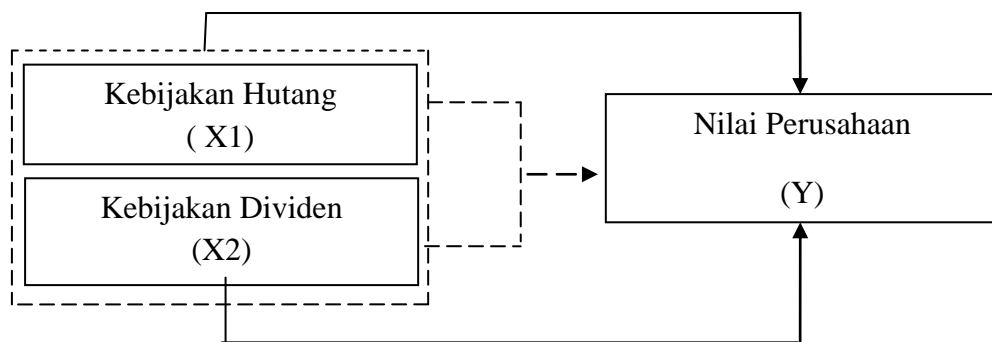 Kebijakan Hutang
( X1)
Kebijakan Dividen
(X2)
Nilai Perusahaan
(Y)